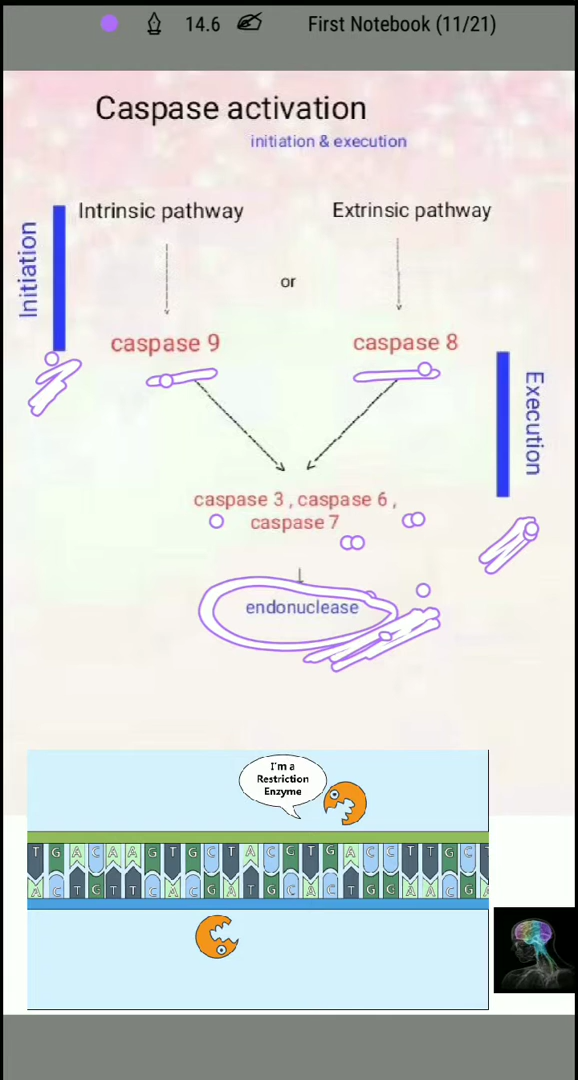 14.6
First Notebook (11/21)
Caspase activation
initiation & execution
Initiation
Intrinsic pathway
Extrinsic pathway
or
caspase 9
caspase 8
Execution
caspase 3 , caspase 6 ,
caspase 7
endonuclease
I'm a
Restriction
Enzyme
T G A C A A G T G C T A C G T G A C C T T G C T
A C T G T T C A C G A T G C A C T G G A A C G A